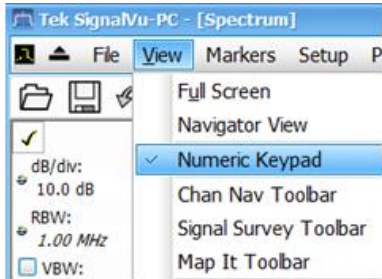 Tek SignalVu-PC - [Spectrum]
File View Markers Setup P
Full Screen
Navigator View
Numeric Keypad
Chan Nav Toolbar
Signal Survey Toolbar
Map It Toolbar
dB/div:
10.0 dB
RBW:
1.00 MHz
VBW: